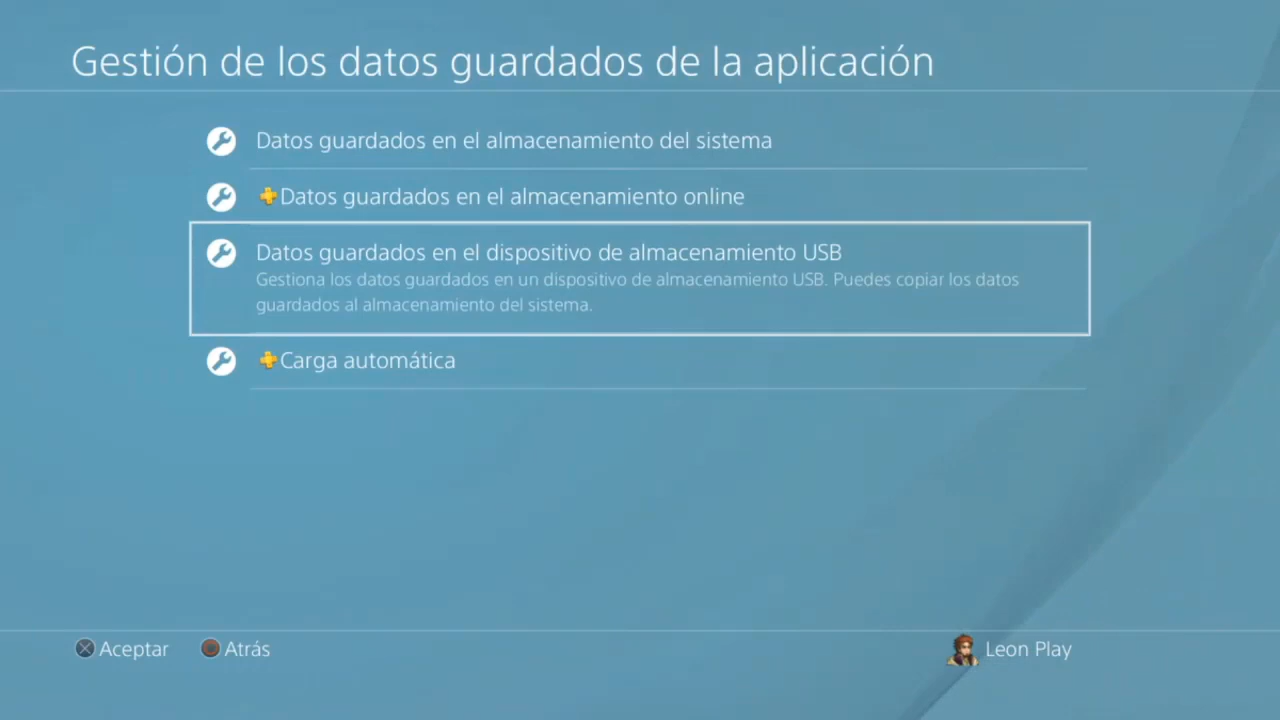 Gestión de los datos guardados de la aplicación
Datos guardados en el almacenamiento del sistema
Datos guardados en el almacenamiento online
Datos guardados en el dispositivo de almacenamiento USB
Gestiona los datos guardados en un dispositivo de almacenamiento USB. Puedes copiar los datos
guardados al almacenamiento del sistema.
Carga automática
Aceptar Atrás Leon Play